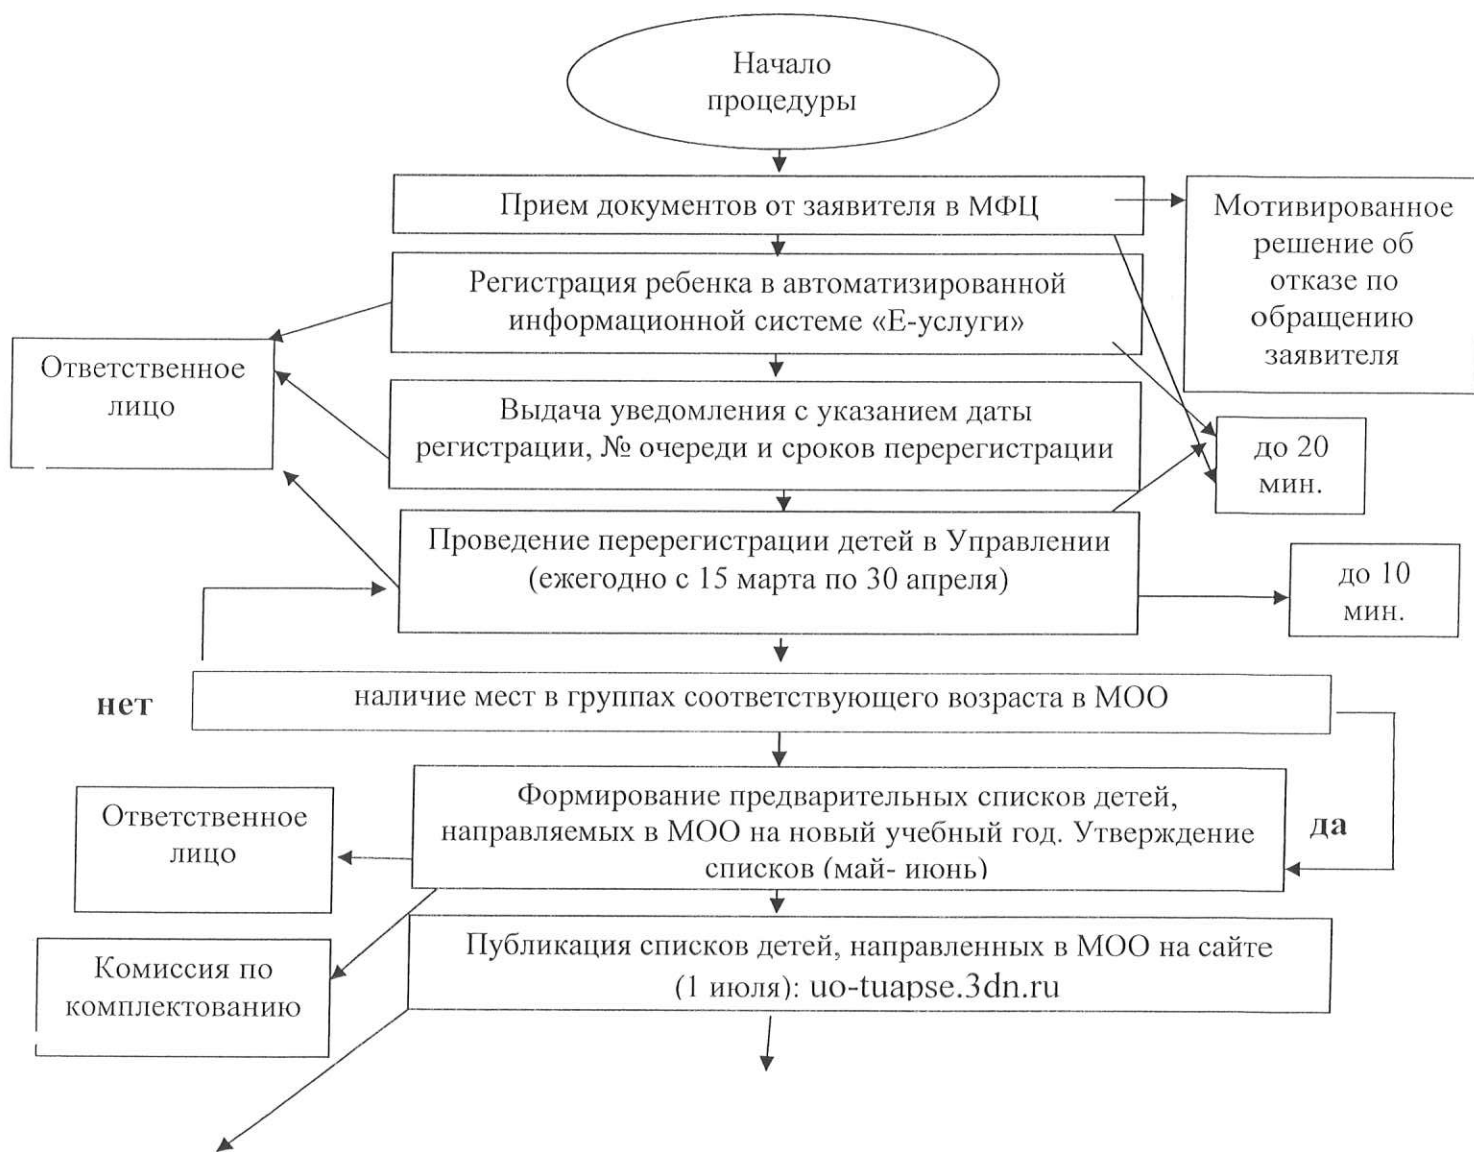 Начало
процедуры
Прием документов от заявителя в МФЦ
Мотивированное
решение об
отказе по
обращению
заявителя
Регистрация ребенка в автоматизированной
информационной системе «Е-услуги»
Ответственное
лицо
Выдача уведомления с указанием даты
регистрации, № очереди и сроков перерегистрации
до 20
мин.
Проведение перерегистрации детей в Управлении
(ежегодно с 15 марта по 30 апреля)
до 10
мин.
нет
наличие мест в группах соответствующего возраста в МОО
Формирование предварительных списков детей,
направляемых в МОО на новый учебный год. Утверждение
списков (май- июнь)
да
Ответственное
лицо
Комиссия по
комплектованию
Публикация списков детей, направленных в МОО на сайте
(1 июля): uo-tuapse.3dn.ru